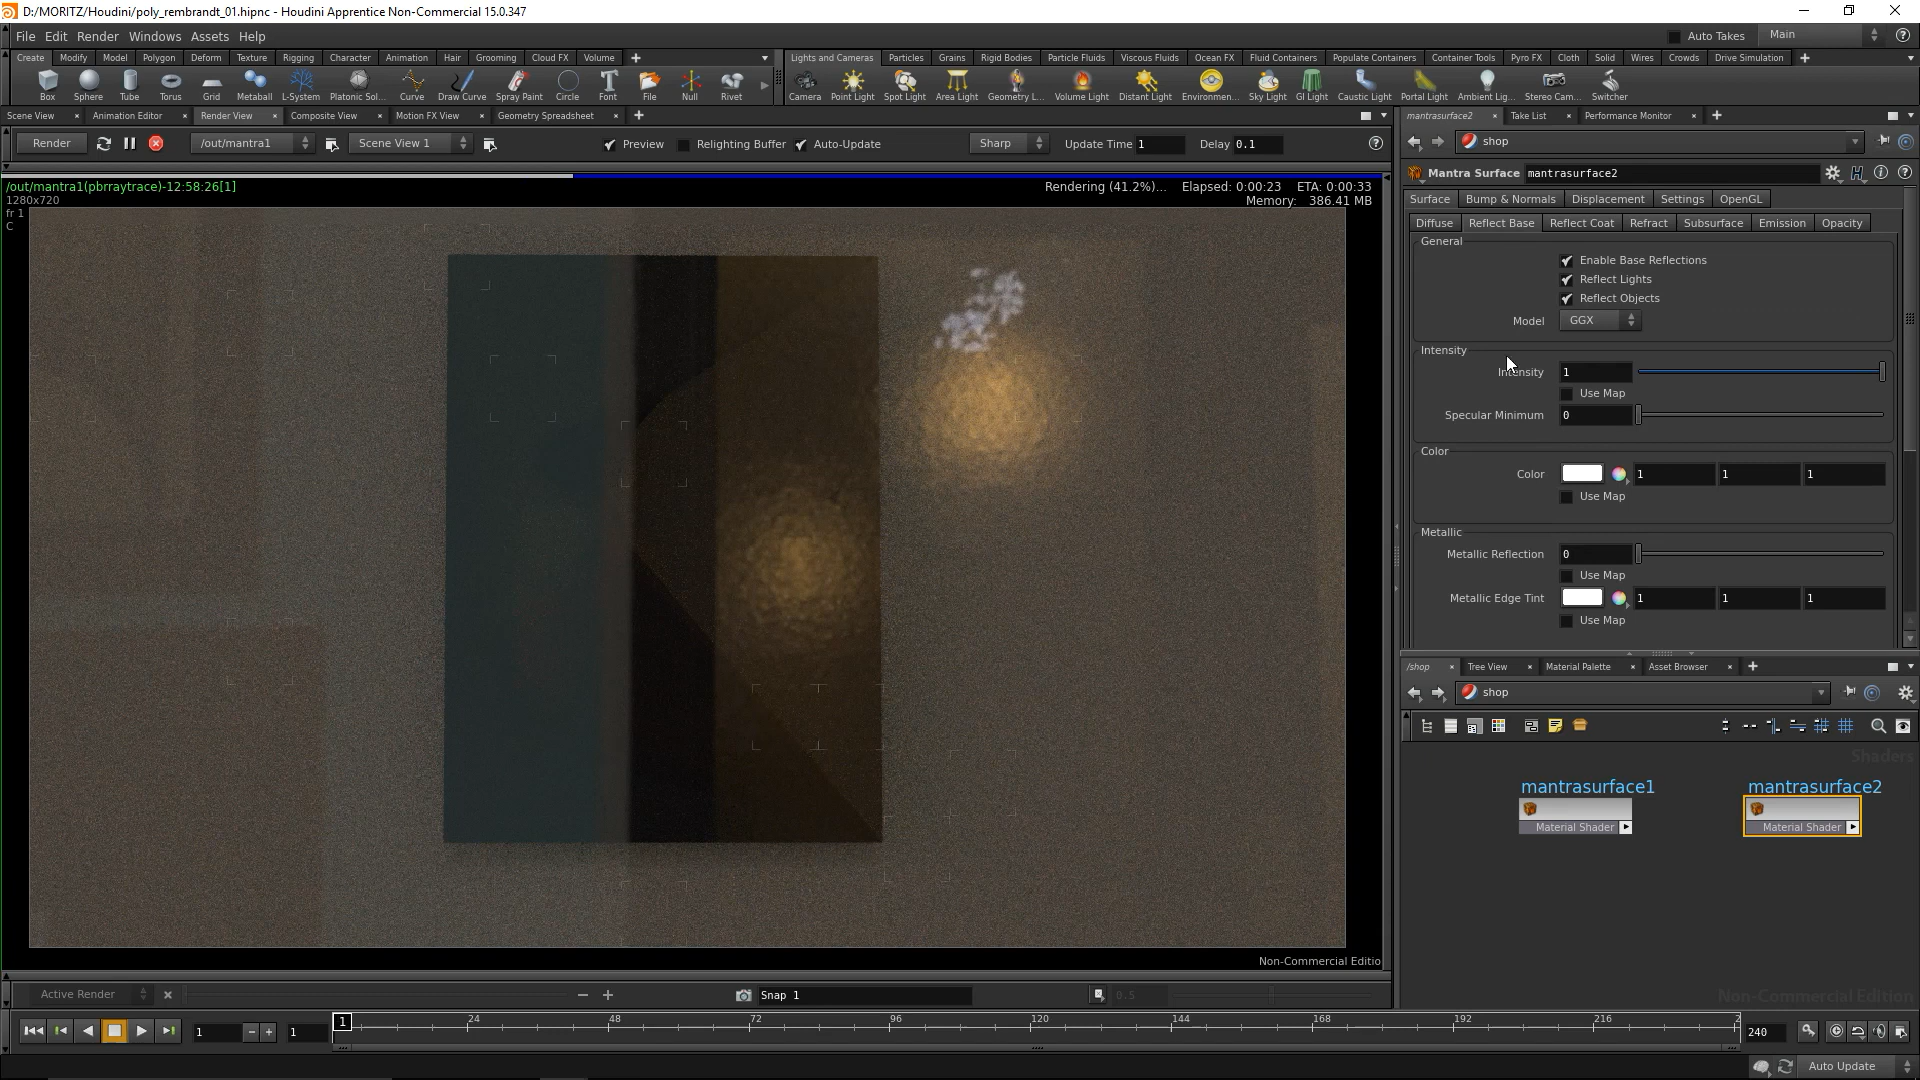 D:/MORITZ/Houdini/poly_rembrandt_01.hipnc - Houdini Apprentice Non-Commercial 15.0.347
File Edit Render Windows Assets Help
Auto Takes Main
Create Modify Model Polygon Deform Texture Rigging Character Animation Hair Grooming Cloud FX Volume
Lights and Cameras Particles Grains Rigid Bodies Particle Fluids Viscous Fluids Ocean FX Fluid Containers Populate Containers Container Tools Pyro FX Cloth Solid Wires Crowds Drive Simulation
Box Sphere Tube Torus Grid Metaball L-System Platonic Sol... Curve Draw Curve Spray Paint Circle Font File Null Rivet
Camera Point Light Spot Light Area Light Geometry L... Volume Light Distant Light Environmen... Sky Light GI Light Caustic Light Portal Light Ambient Lig... Stereo Cam... Switcher
Scene View Animation Editor Render View Composite View Motion FX View Geometry Spreadsheet
mantrasurface2 Take List Performance Monitor
Render /out/mantra1 Scene View 1 Preview Relighting Buffer Auto-Update Sharp Update Time 1 Delay 0.1
shop
Mantra Surface mantrasurface2
/out/mantra1(pbrraytrace)-12:58:26[1]
1280x720
fr 1
C
Rendering (41.2%)... Elapsed: 0:00:23 ETA: 0:00:33
Memory: 386.41 MB
Surface Bump & Normals Displacement Settings OpenGL
Diffuse Reflect Base Reflect Coat Refract Subsurface Emission Opacity
General
Enable Base Reflections
Reflect Lights
Reflect Objects
Model GGX
Intensity
Intensity 1
Use Map
Specular Minimum 0
Color
Color 1 1 1
Use Map
Metallic
Metallic Reflection 0
Use Map
Metallic Edge Tint 1 1 1
Use Map
/shop Tree View Material Palette Asset Browser
shop
Shaders
mantrasurface1
Material Shader
mantrasurface2
Material Shader
Non-Commercial Edition
Non-Commercial Editio
Active Render Snap 1 0.5
1 1 1 24 48 72 96 120 144 168 192 216 2 240
Auto Update